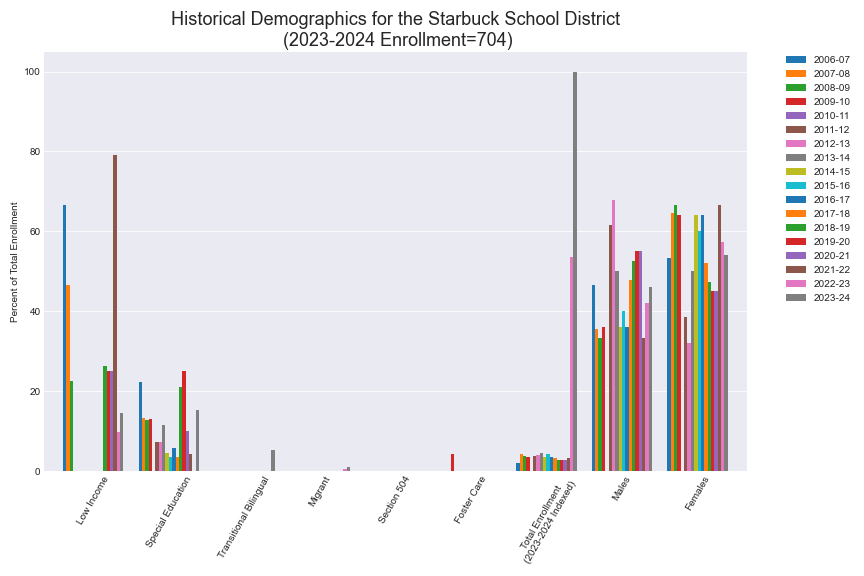 Historical Demographics for the Starbuck School District
(2023-2024 Enrollment=704)
Percent of Total Enrollment
100
80
60
40
20
0
Low Income
Special Education
Transitional Bilingual
Migrant
Section 504
Foster Care
Total Enrollment
(2023-2024 Indexed)
Males
Females
2006-07
2007-08
2008-09
2009-10
2010-11
2011-12
2012-13
2013-14
2014-15
2015-16
2016-17
2017-18
2018-19
2019-20
2020-21
2021-22
2022-23
2023-24